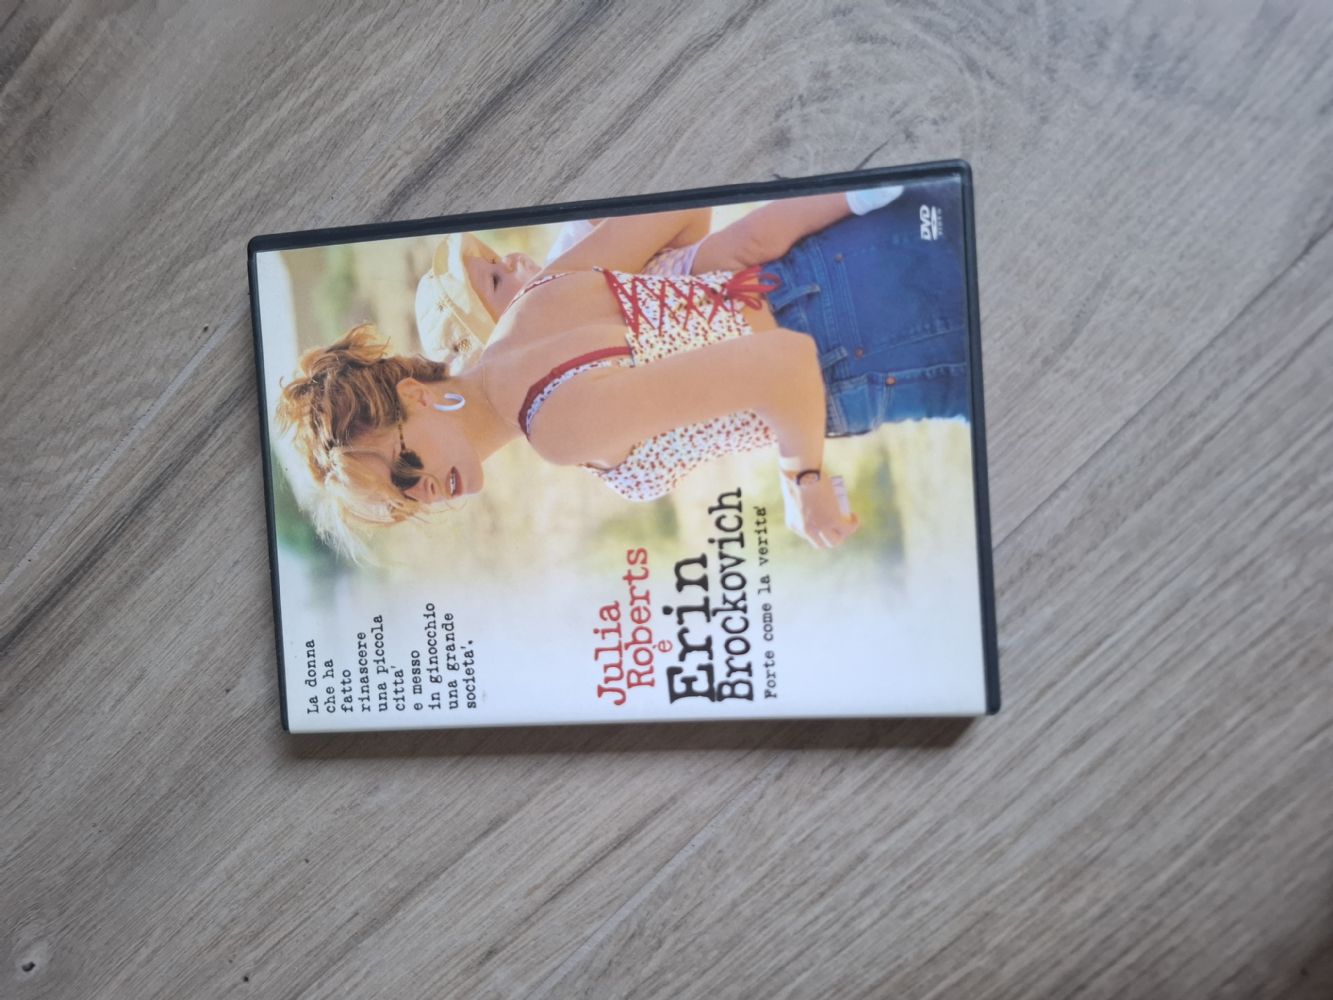 La donna
che ha
fatto
rinascere
una piccola
citta'
e messo
in ginocchio
una grande
societa'.
Julia
Roberts
è
Erin
Brockovich
Forte come la verita'
DVD
VIDEO